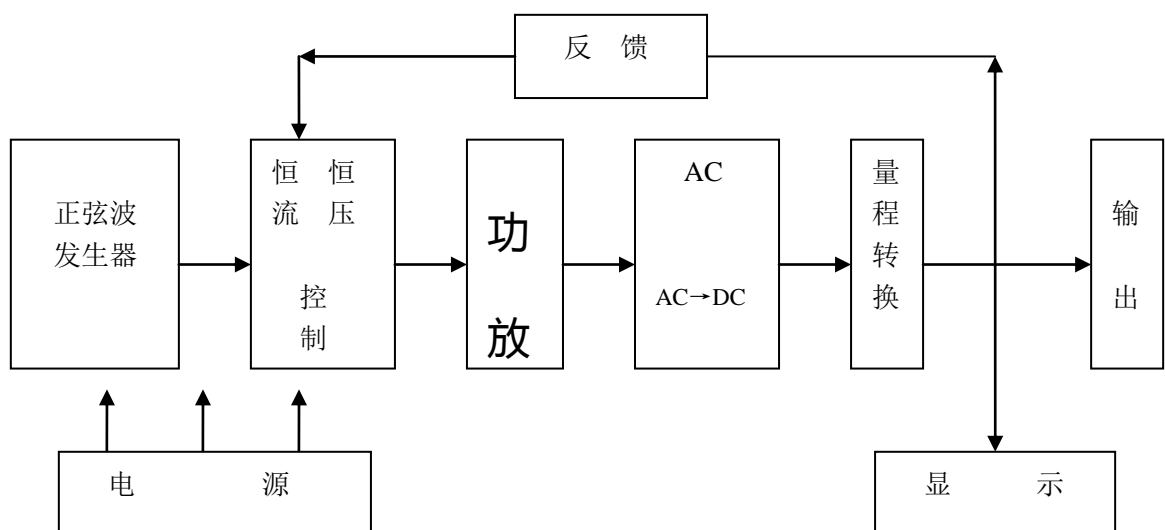 反 馈
正弦波
发生器
恒 恒
流 压
控
制
功
放
AC
AC→DC
量
程
转
换
输
出
电 源
显 示